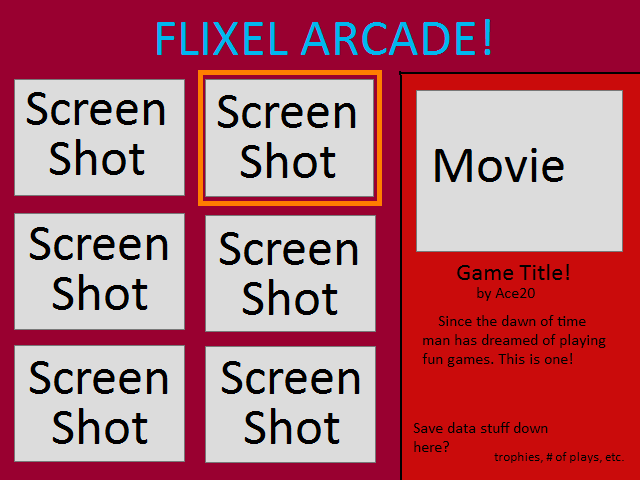 FLIXEL ARCADE!
Screen
Shot
Screen
Shot
Screen
Shot
Screen
Shot
Screen
Shot
Screen
Shot
Movie
Game Title!
by Ace20
Since the dawn of time
man has dreamed of playing
fun games. This is one!
Save data stuff down
here?
trophies, # of plays, etc.